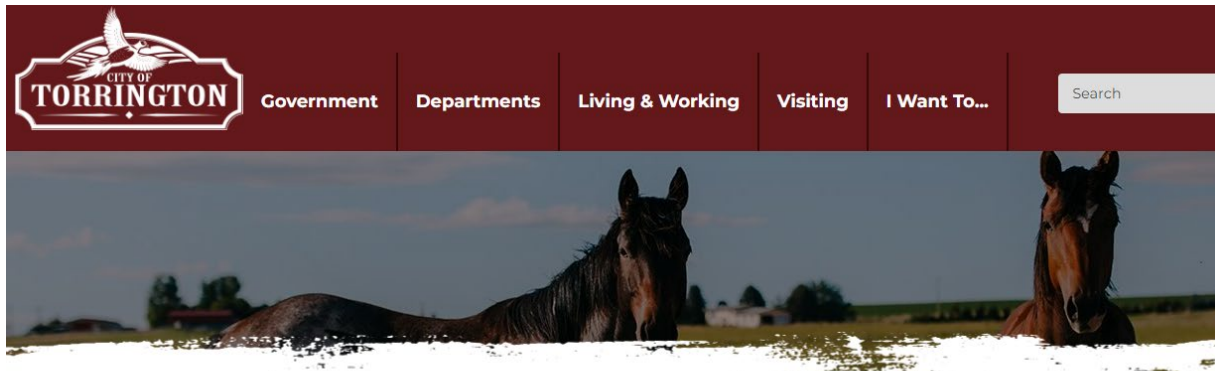 CITY OF
TORRINGTON
Government
Departments
Living & Working
Visiting
I Want To...
Search